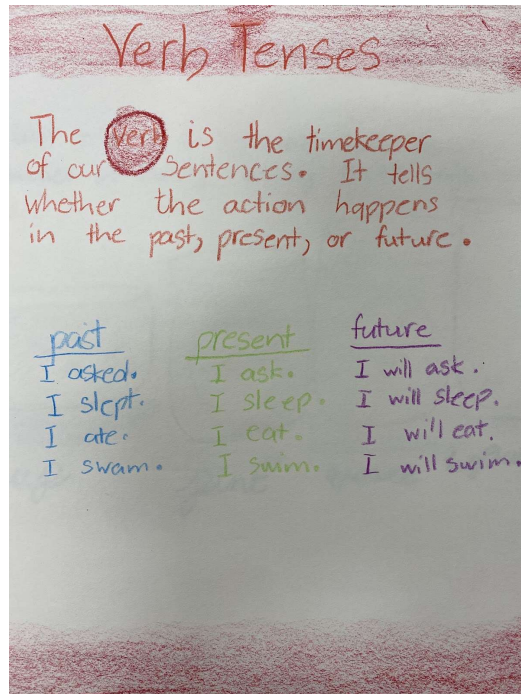 Verb Tenses
The verb is the timekeeper
of our sentences. It tells
whether the action happens
in the past, present, or future.
past present future
I asked. I ask. I will ask.
I slept. I sleep. I will sleep.
I ate. I eat. I will eat.
I swam. I swim. I will swim.